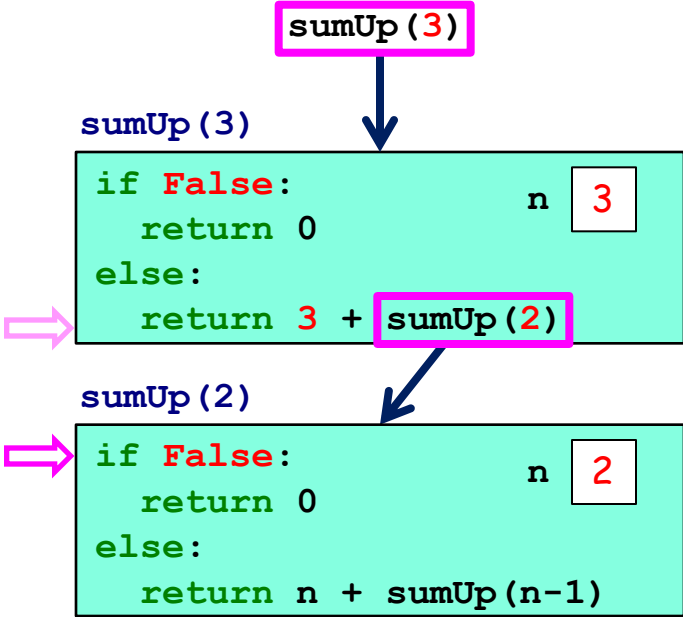 sumUp(3)
sumUp(3)
if False:
n 3
return 0
else:
return 3 + sumUp(2)
sumUp(2)
if False:
n 2
return 0
else:
return n + sumUp(n-1)